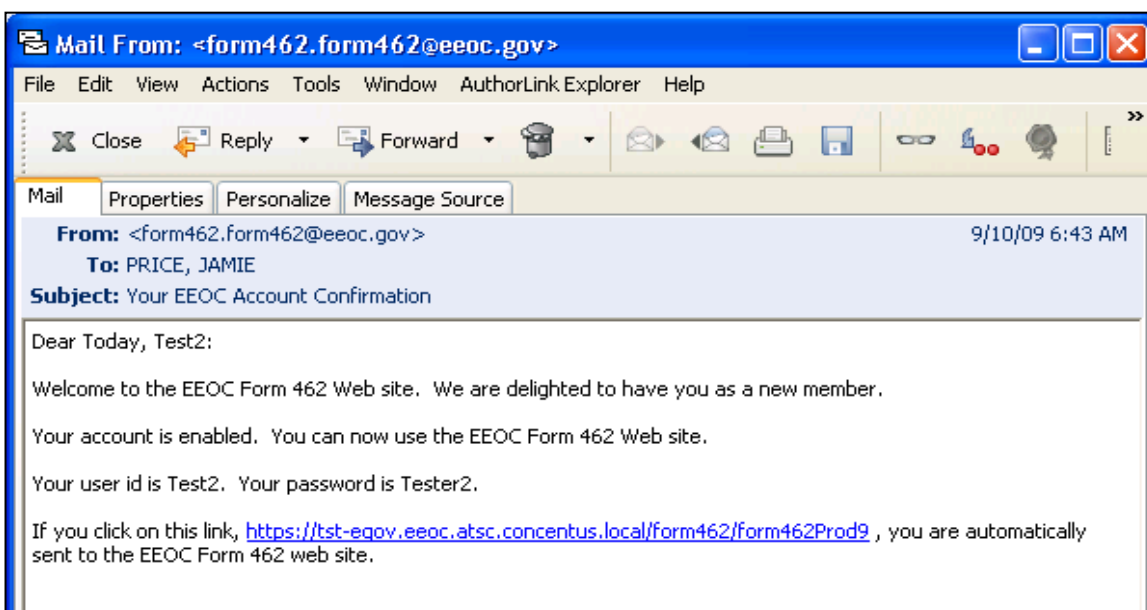 Mail From: <form462.form462@eeoc.gov>
File Edit View Actions Tools Window AuthorLink Explorer Help
Close Reply Forward »
Mail Properties Personalize Message Source
From: <form462.form462@eeoc.gov> 9/10/09 6:43 AM
To: PRICE, JAMIE
Subject: Your EEOC Account Confirmation
Dear Today, Test2:
Welcome to the EEOC Form 462 Web site. We are delighted to have you as a new member.
Your account is enabled. You can now use the EEOC Form 462 Web site.
Your user id is Test2. Your password is Tester2.
If you click on this link, https://tst-egov.eeoc.atsc.concentus.local/form462/form462Prod9 , you are automatically
sent to the EEOC Form 462 web site.